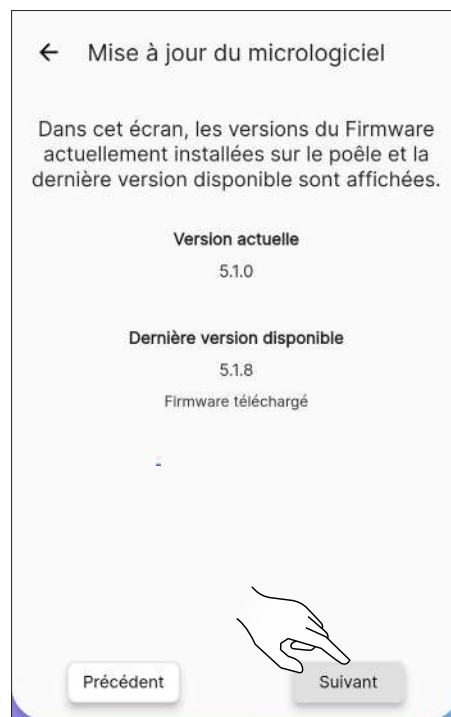 Mise à jour du micrologiciel
Dans cet écran, les versions du Firmware
actuellement installées sur le poêle et la
dernière version disponible sont affichées.
Version actuelle
5.1.0
Dernière version disponible
5.1.8
Firmware téléchargé
Précédent Suivant